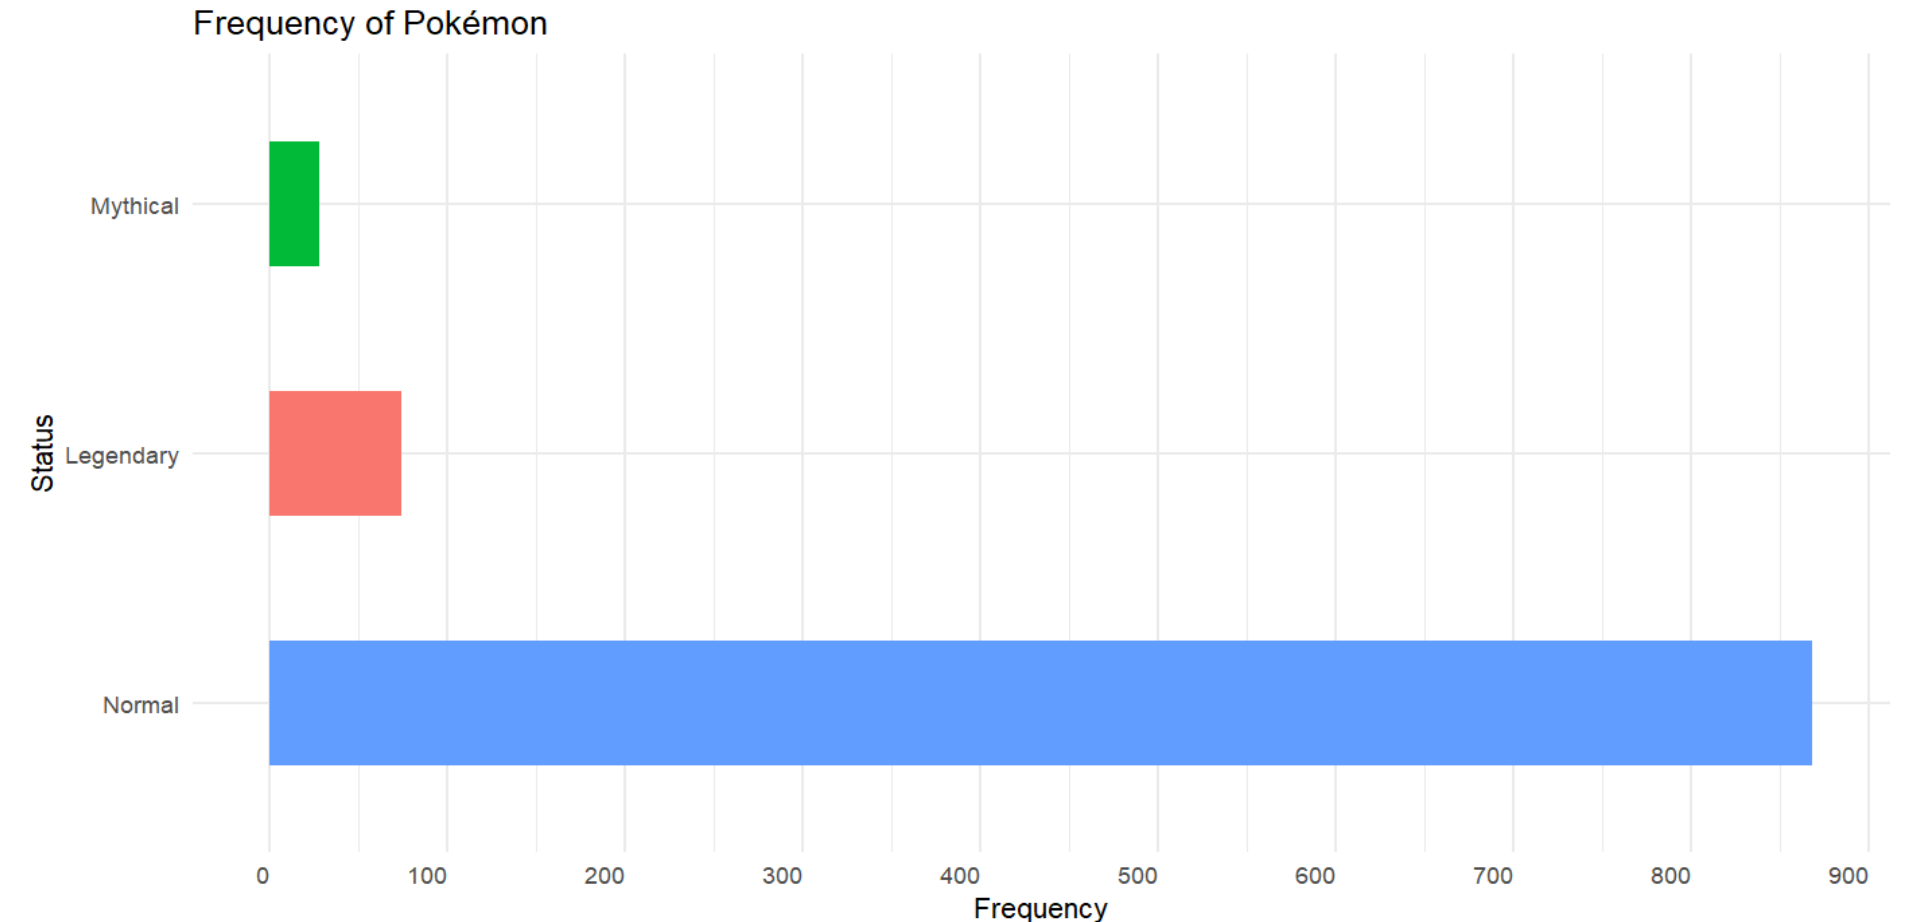 Frequency of Pokémon
Status
Mythical
Legendary
Normal
0 100 200 300 400 500 600 700 800 900
Frequency